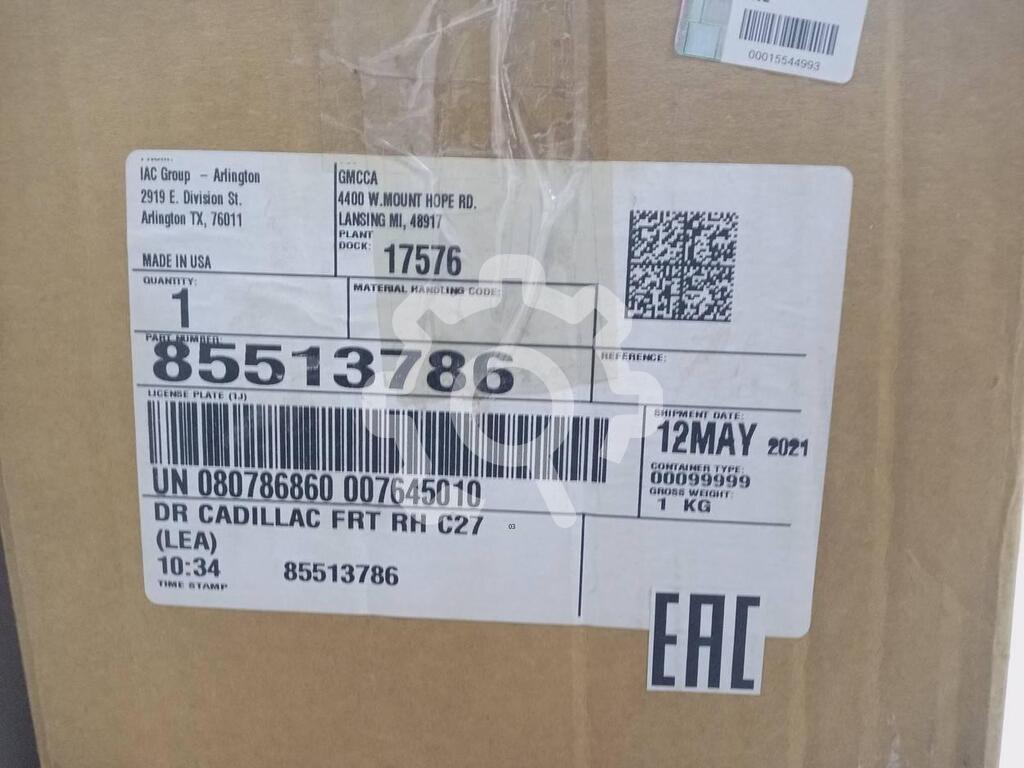 00015544993
IAC Group - Arlington
2919 E. Division St.
Arlington TX, 76011
MADE IN USA
GMCCA
4400 W.MOUNT HOPE RD.
LANSING MI, 48917
PLANT
DOCK: 17576
QUANTITY:
1
MATERIAL HANDLING CODE:
PART NUMBER:
85513786
REFERENCE:
LICENSE PLATE (1J)
UN 080786860 007645010
SHIPMENT DATE:
12MAY 2021
CONTAINER TYPE:
00099999
GROSS WEIGHT:
1 KG
DR CADILLAC FRT RH C27
03
(LEA)
10:34 85513786
TIME STAMP
EAC